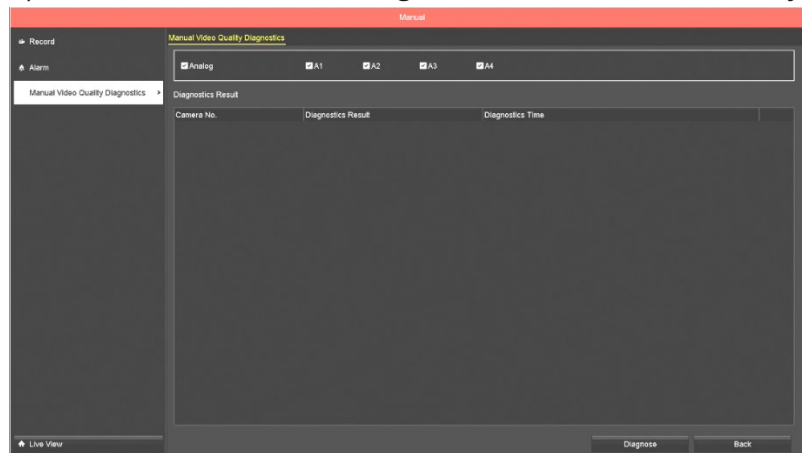 Manual
Record
Manual Video Quality Diagnostics
Alarm
Analog A1 A2 A3 A4
Manual Video Quality Diagnostics
Diagnostics Result
Camera No. Diagnostics Result Diagnostics Time
Live View
Diagnose Back